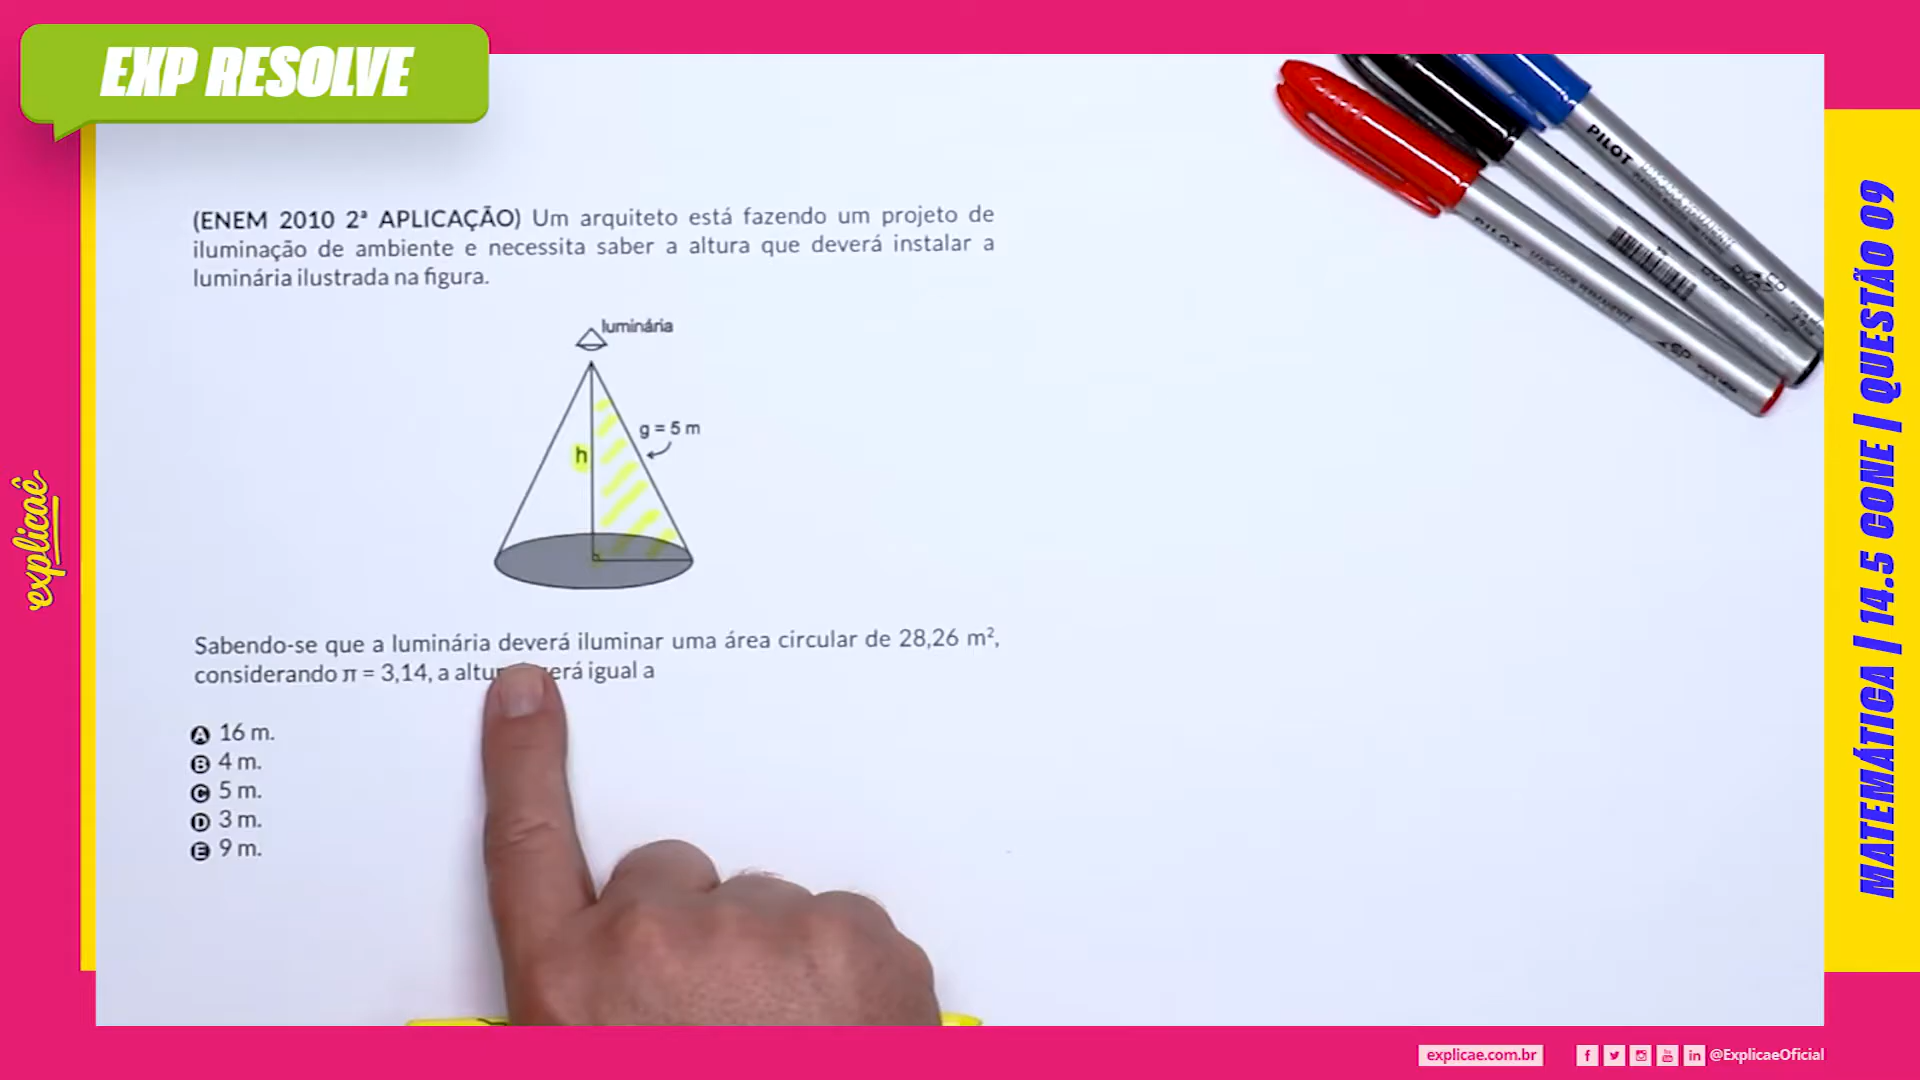 EXP RESOLVE
(ENEM 2010 2ª APLICAÇÃO) Um arquiteto está fazendo um projeto de
iluminação de ambiente e necessita saber a altura que deverá instalar a
luminária ilustrada na figura.
luminária
g = 5 m
h
Sabendo-se que a luminária deverá iluminar uma área circular de 28,26 m²,
considerando π = 3,14, a altu erá igual a
A 16 m.
B 4 m.
C 5 m.
D 3 m.
E 9 m.
PILOT
PILOT
explicaê
MATEMÁTICA | 14.5 CONE | QUESTÃO 09
explicae.com.br
@ExplicaeOficial